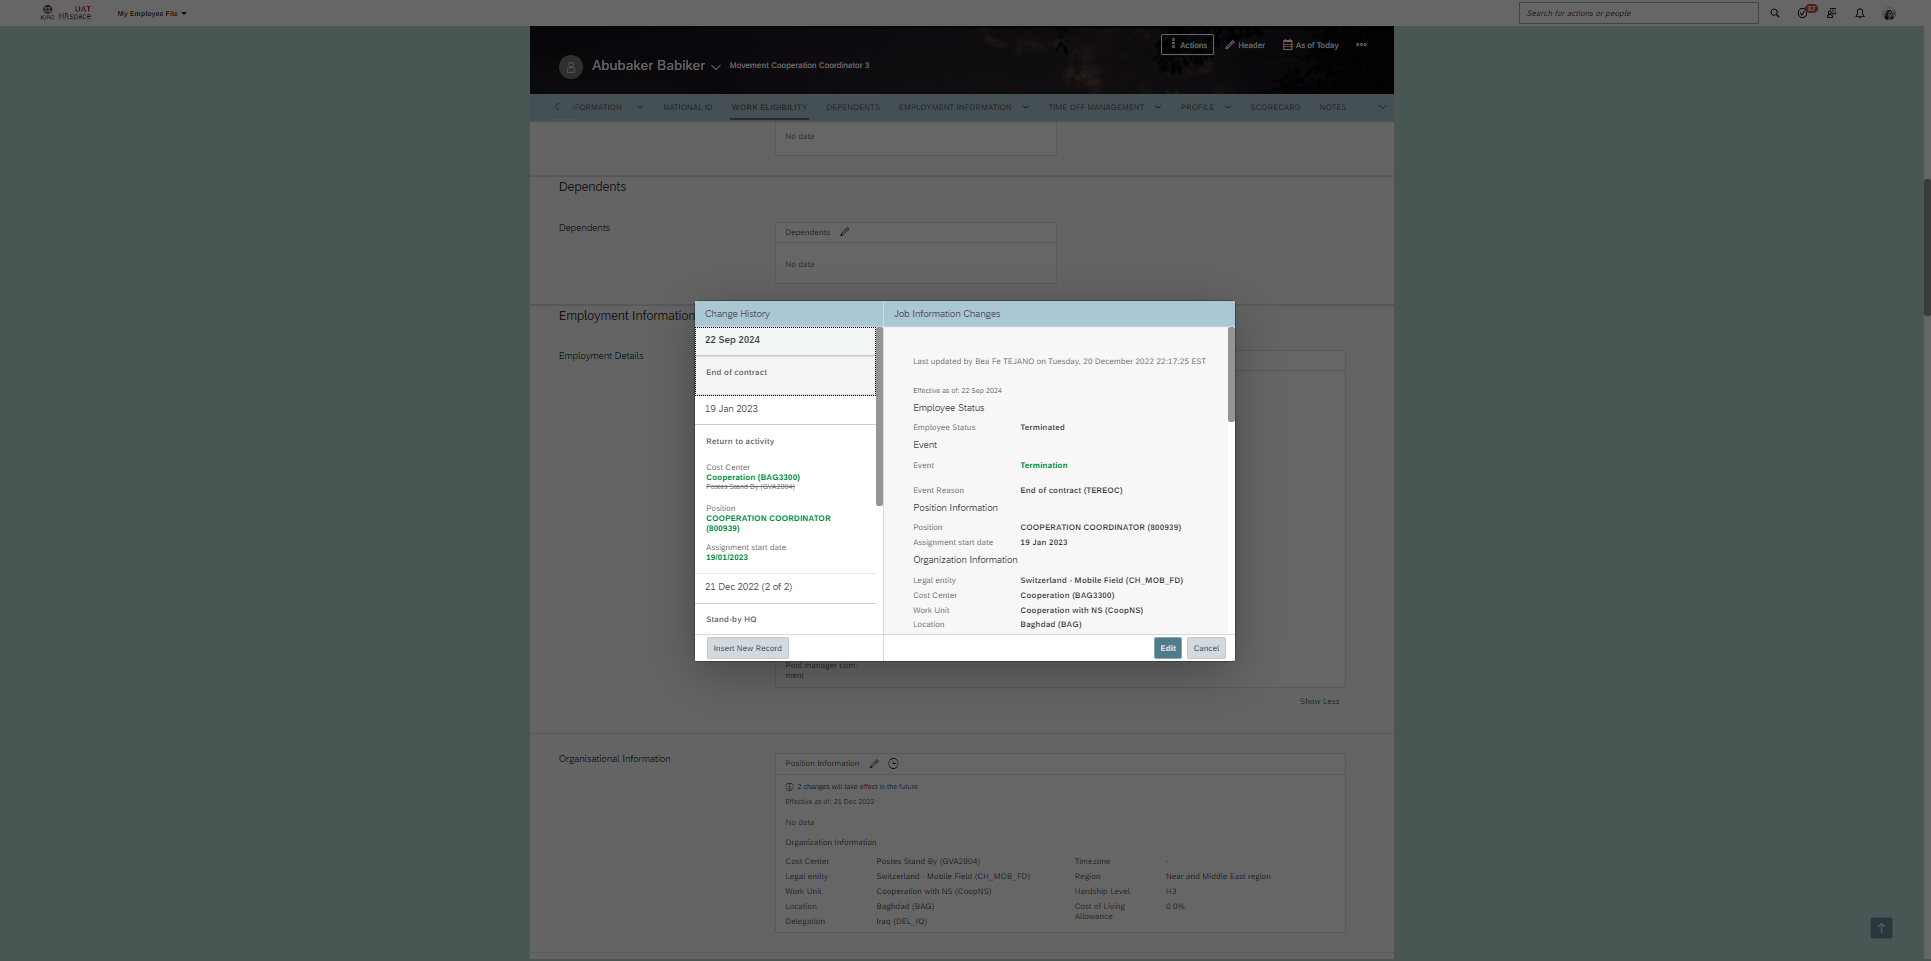 ICRC
UAT
HRspace
My Employee File
Search for actions or people
37
Actions
Header
As of Today
Abubaker Babiker
Movement Cooperation Coordinator 3
FORMATION
NATIONAL ID
WORK ELIGIBILITY
DEPENDENTS
EMPLOYMENT INFORMATION
TIME OFF MANAGEMENT
PROFILE
SCORECARD
NOTES
No data
Dependents
Dependents
Dependents
No data
Employment Information
Employment Details
Change History
22 Sep 2024
End of contract
19 Jan 2023
Return to activity
Cost Center
Cooperation (BAG3300)
Postes Stand By (GVA2804)
Position
COOPERATION COORDINATOR
(800939)
Assignment start date
19/01/2023
21 Dec 2022 (2 of 2)
Stand-by HQ
Insert New Record
Job Information Changes
Last updated by Bea Fe TEJANO on Tuesday, 20 December 2022 22:17:25 EST
Effective as of: 22 Sep 2024
Employee Status
Employee Status Terminated
Event
Event Termination
Event Reason End of contract (TEREOC)
Position Information
Position COOPERATION COORDINATOR (800939)
Assignment start date 19 Jan 2023
Organization Information
Legal entity Switzerland - Mobile Field (CH_MOB_FD)
Cost Center Cooperation (BAG3300)
Work Unit Cooperation with NS (CoopNS)
Location Baghdad (BAG)
Edit
Cancel
Pool manager com-
ment
Show Less
Organisational Information
Position Information
2 changes will take effect in the future
Effective as of: 21 Dec 2022
No data
Organization Information
Cost Center Postes Stand By (GVA2804)
Legal entity Switzerland - Mobile Field (CH_MOB_FD)
Work Unit Cooperation with NS (CoopNS)
Location Baghdad (BAG)
Delegation Iraq (DEL_IQ)
Timezone -
Region Near and Middle East region
Hardship Level H3
Cost of Living 0.0%
Allowance